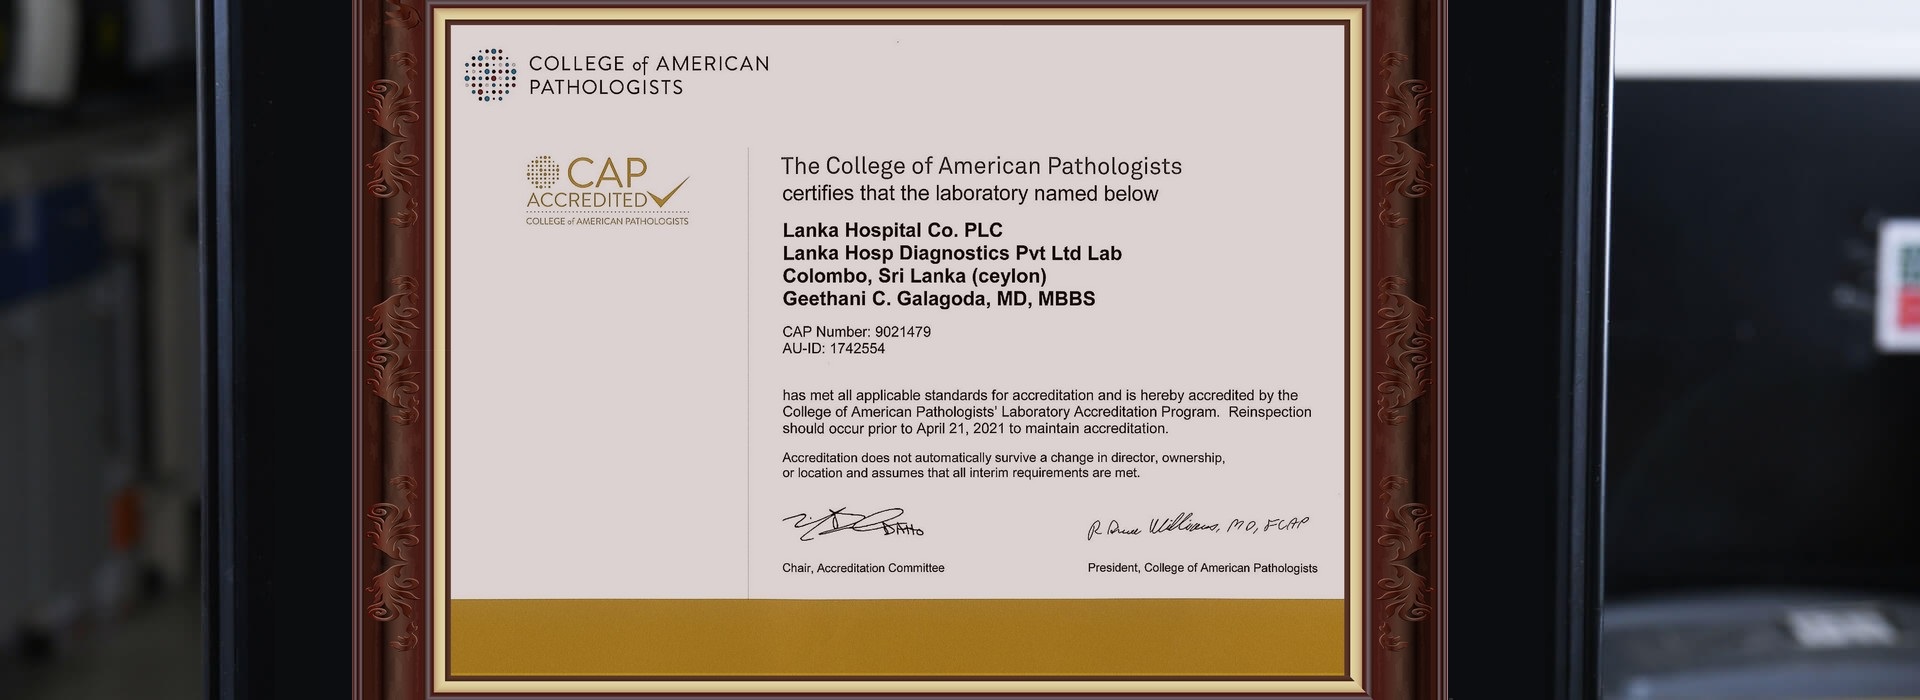 COLLEGE of AMERICAN
PATHOLOGISTS
CAP
ACCREDITED
COLLEGE of AMERICAN PATHOLOGISTS
The College of American Pathologists
certifies that the laboratory named below
Lanka Hospital Co. PLC
Lanka Hosp Diagnostics Pvt Ltd Lab
Colombo, Sri Lanka (ceylon)
Geethani C. Galagoda, MD, MBBS
CAP Number: 9021479
AU-ID: 1742554
has met all applicable standards for accreditation and is hereby accredited by the
College of American Pathologists' Laboratory Accreditation Program. Reinspection
should occur prior to April 21, 2021 to maintain accreditation.
Accreditation does not automatically survive a change in director, ownership,
or location and assumes that all interim requirements are met.
R Williams, MD, FCAP
Chair, Accreditation Committee
President, College of American Pathologists